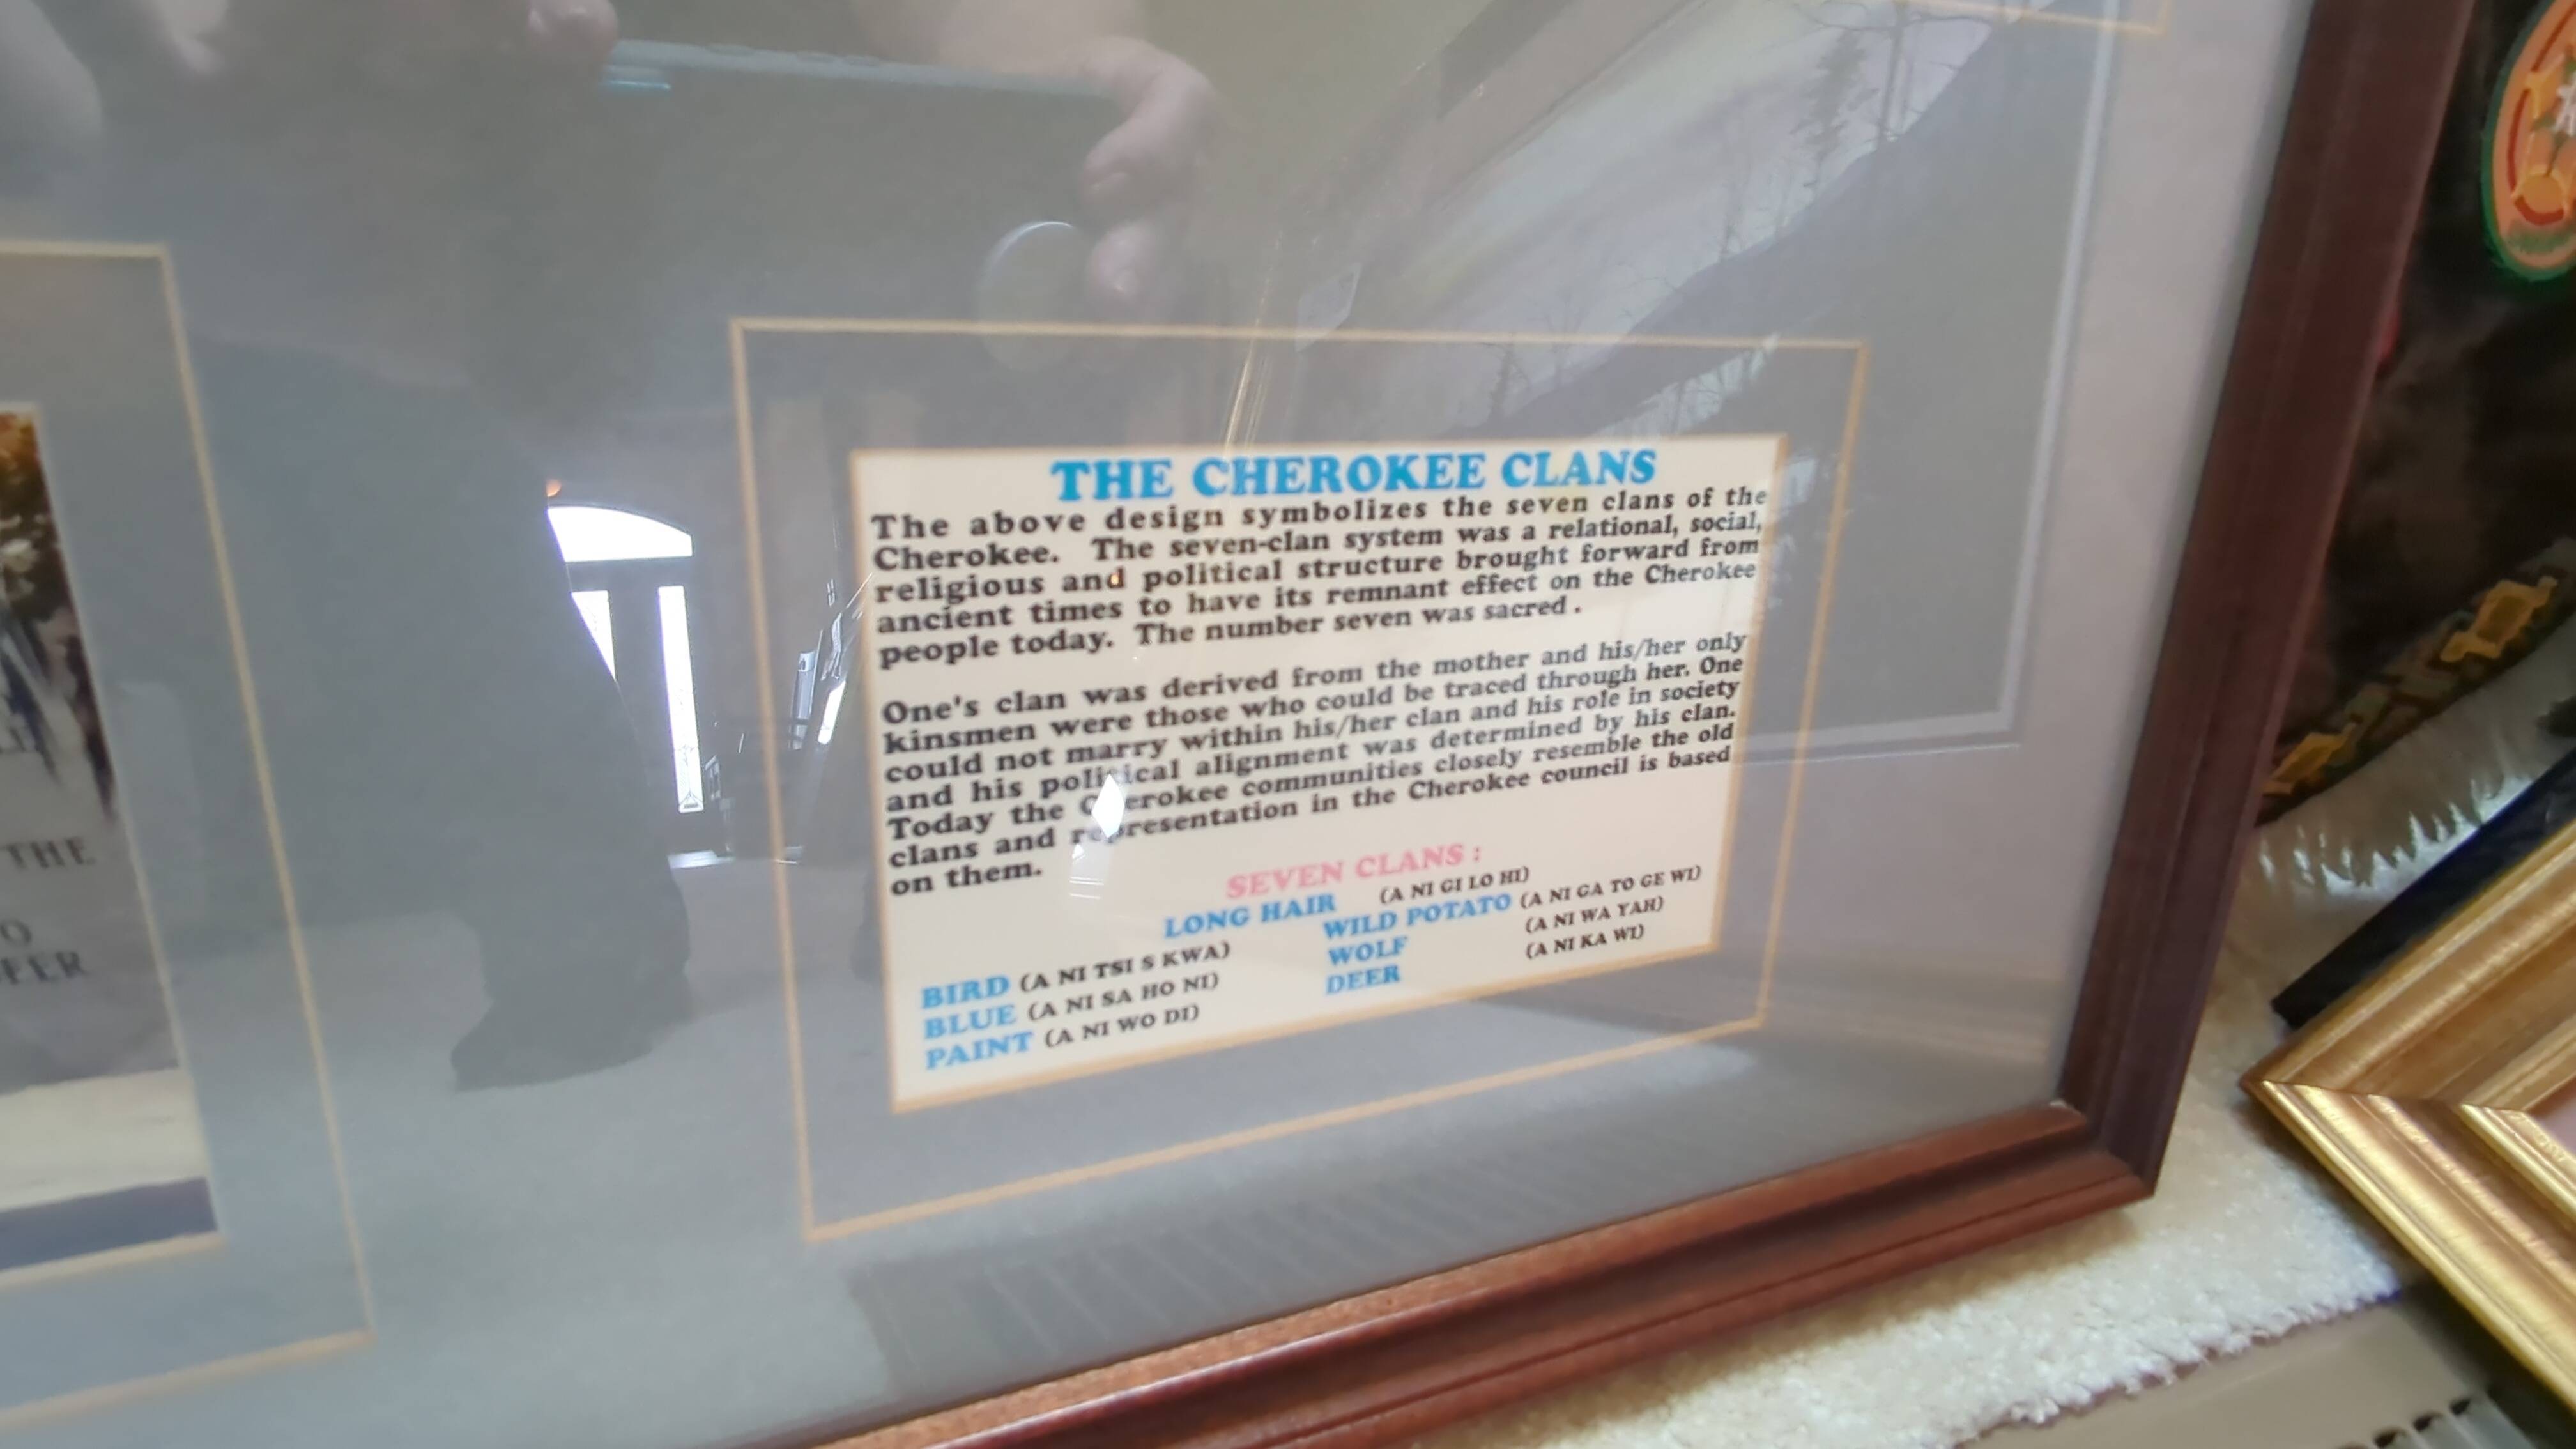 THE CHEROKEE CLANS
The above design symbolizes the seven clans of the
Cherokee. The seven-clan system was a relational, social,
religious and political structure brought forward from
ancient times to have its remnant effect on the Cherokee
people today. The number seven was sacred .
One's clan was derived from the mother and his/her only
kinsmen were those who could be traced through her. One
could not marry within his/her clan and his role in society
and his political alignment was determined by his clan.
Today the Cherokee communities closely resemble the old
clans and representation in the Cherokee council is based
on them.
SEVEN CLANS :
LONG HAIR (A NI GI LO HI)
BIRD (A NI TSI S KWA) WILD POTATO (A NI GA TO GE WI)
BLUE (A NI SA HO NI) WOLF (A NI WA YAH)
PAINT (A NI WO DI) DEER (A NI KA WI)
THE